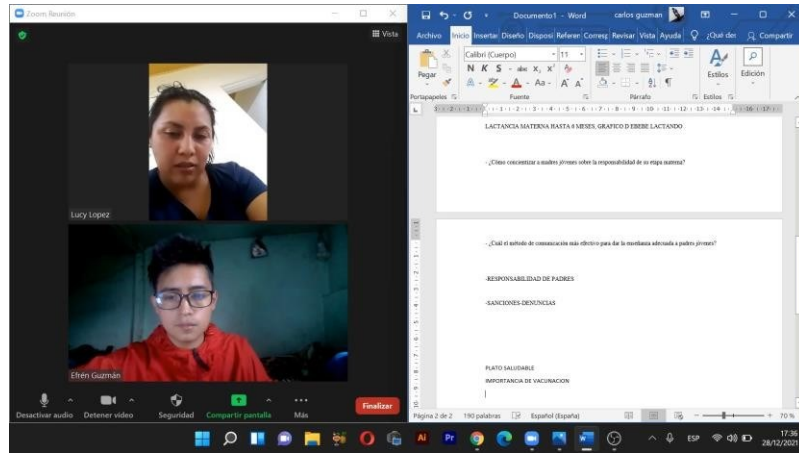 Zoom Reunión
Vista
Lucy Lopez
Efrén Guzmán
Desactivar audio
Detener video
Seguridad
Compartir pantalla
Más
Finalizar
Documento1 - Word
carlos guzman
Archivo Inicio Insertar Diseño Disposi Referen Corresp Revisar Vista Ayuda ¿Qué des Compartir
Pegar
Calibri (Cuerpo) 11
N K S
Estilos
Edición
Portapapeles
Fuente
Párrafo
Estilos
LACTANCIA MATERNA HASTA 6 MESES, GRAFICO D EBEBE LACTANDO
- ¿Cómo concientizar a madres jóvenes sobre la responsabilidad de su etapa materna?
- ¿Cuál el método de comunicación más efectivo para dar la enseñanza adecuada a padres jóvenes?
-RESPONSABILIDAD DE PADRES
-SANCIONES-DENUNCIAS
PLATO SALUDABLE
IMPORTANCIA DE VACUNACION
Página 2 de 2 190 palabras Español (España) 70 %
ESP
17:36
28/12/2021